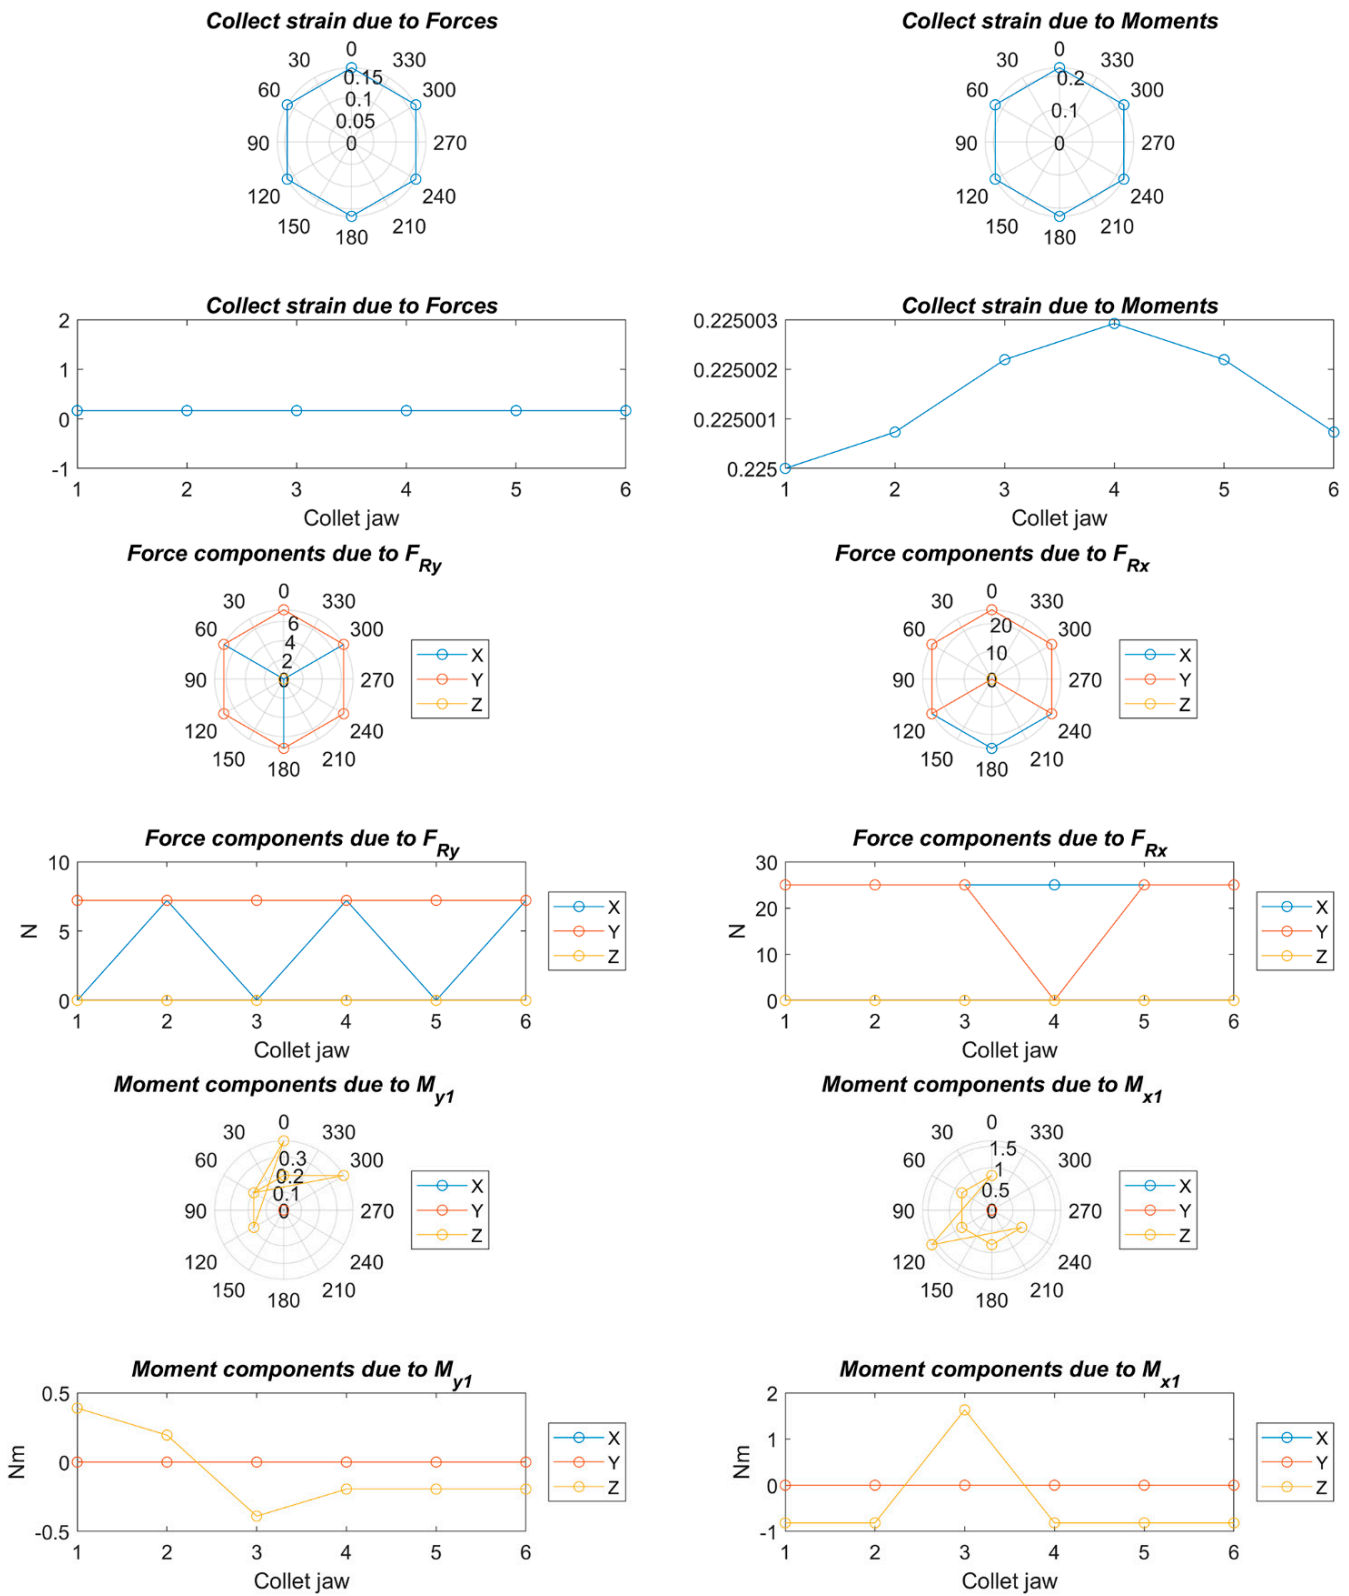 Collect strain due to Forces
0
30
330
60
300
90
270
120
240
150
210
180
0.15
0.1
0.05
0
Collect strain due to Moments
0
30
330
60
300
90
270
120
240
150
210
180
0.2
0.1
0
Collect strain due to Forces
2
1
0
-1
1 2 3 4 5 6
Collet jaw
Collect strain due to Moments
0.225003
0.225002
0.225001
0.225
1 2 3 4 5 6
Collet jaw
Force components due to F_Ry
0
30
330
60
300
90
270
120
240
150
210
180
6
4
2
0
X
Y
Z
Force components due to F_Rx
0
30
330
60
300
90
270
120
240
150
210
180
20
10
0
X
Y
Z
Force components due to F_Ry
10
5
0
N
1 2 3 4 5 6
Collet jaw
X
Y
Z
Force components due to F_Rx
30
20
10
0
N
1 2 3 4 5 6
Collet jaw
X
Y
Z
Moment components due to M_y1
0
30
330
60
300
90
270
120
240
150
210
180
0.3
0.2
0.1
0
X
Y
Z
Moment components due to M_x1
0
30
330
60
300
90
270
120
240
150
210
180
1.5
1
0.5
0
X
Y
Z
Moment components due to M_y1
0.5
0
-0.5
Nm
1 2 3 4 5 6
Collet jaw
X
Y
Z
Moment components due to M_x1
2
1
0
-1
Nm
1 2 3 4 5 6
Collet jaw
X
Y
Z